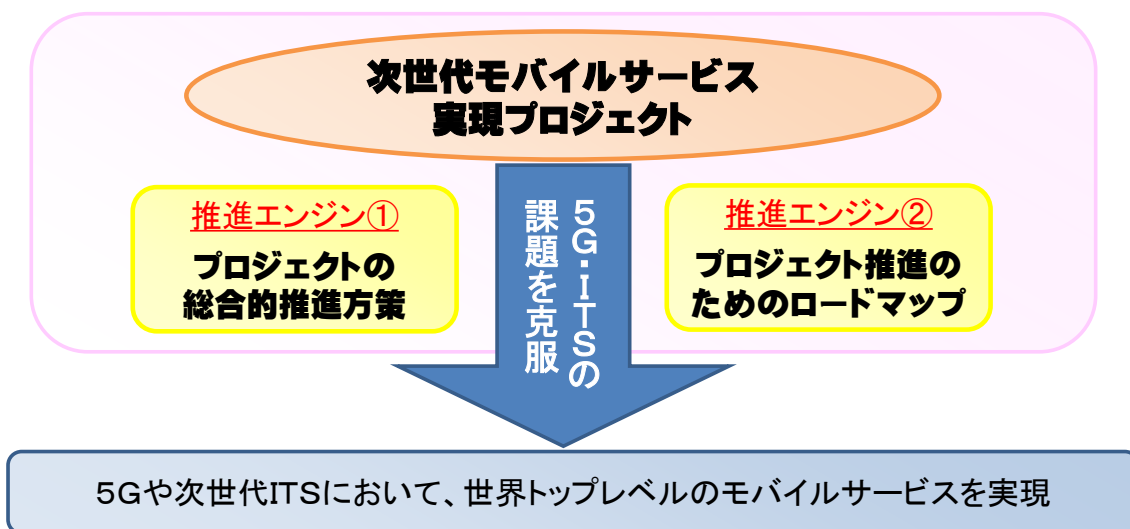 次世代モバイルサービス
実現プロジェクト
推進エンジン①
プロジェクトの
総合的推進方策
5G・ITSの
課題を克服
推進エンジン②
プロジェクト推進の
ためのロードマップ
5Gや次世代ITSにおいて、世界トップレベルのモバイルサービスを実現